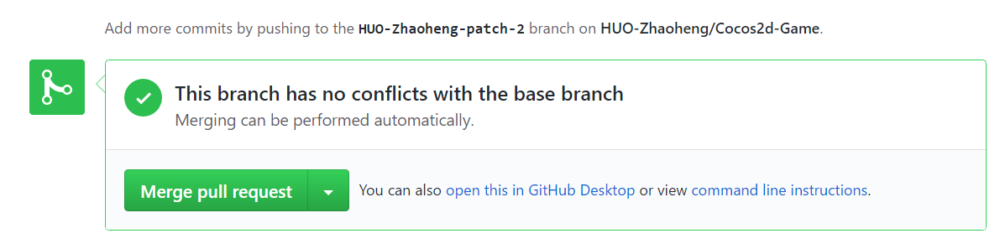 Add more commits by pushing to the HUO-Zhaoheng-patch-2 branch on HUO-Zhaoheng/Cocos2d-Game.
This branch has no conflicts with the base branch
Merging can be performed automatically.
Merge pull request You can also open this in GitHub Desktop or view command line instructions.